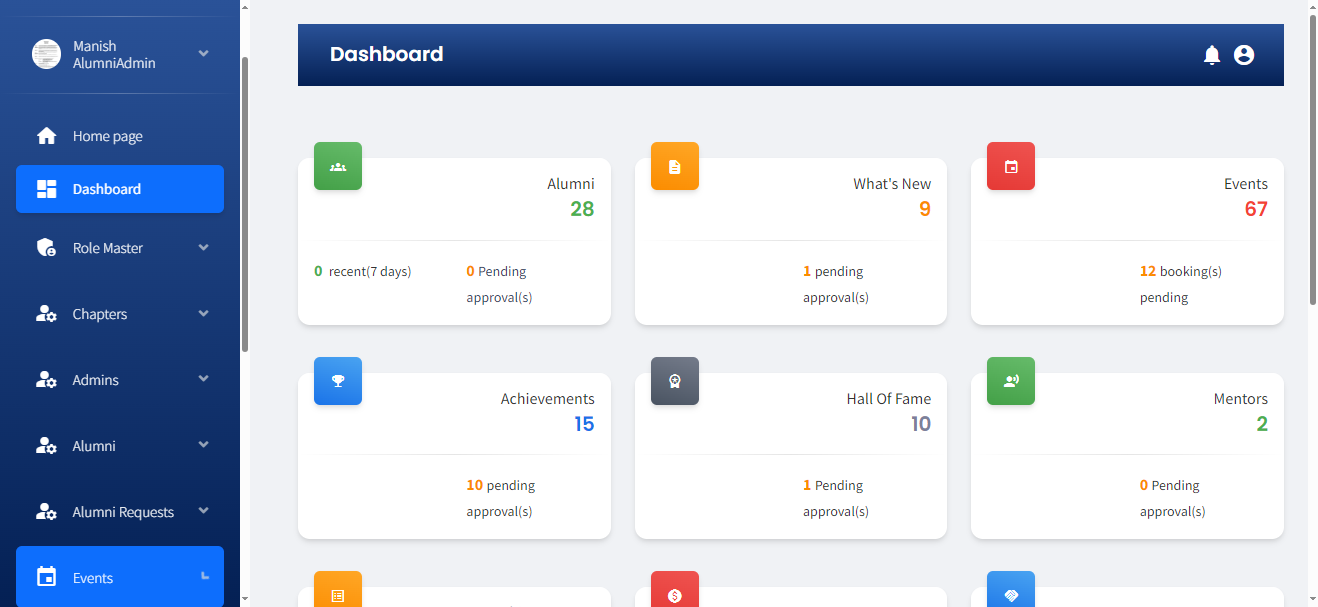 Manish
AlumniAdmin
Home page
Dashboard
Role Master
Chapters
Admins
Alumni
Alumni Requests
Events
Dashboard
Alumni
28
0 recent(7 days)
0 Pending
approval(s)
What's New
9
1 pending
approval(s)
Events
67
12 booking(s)
pending
Achievements
15
10 pending
approval(s)
Hall Of Fame
10
1 Pending
approval(s)
Mentors
2
0 Pending
approval(s)